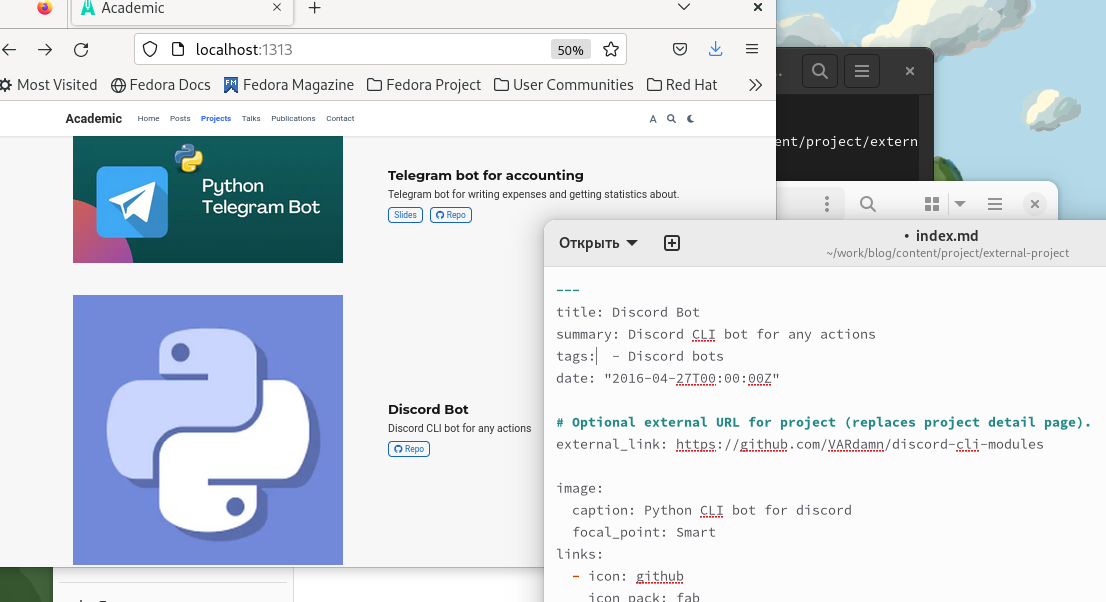 Academic
localhost:1313
50%
Most Visited
Fedora Docs
FM
Fedora Magazine
Fedora Project
User Communities
Red Hat
Academic
Home
Posts
Projects
Talks
Publications
Contact
Python
Telegram Bot
Telegram bot for accounting
Telegram bot for writing expenses and getting statistics about.
Slides
Repo
Discord Bot
Discord CLI bot for any actions
Repo
ent/project/extern
Открыть
• index.md
~/work/blog/content/project/external-project
---
title: Discord Bot
summary: Discord CLI bot for any actions
tags:  - Discord bots
date: "2016-04-27T00:00:00Z"
# Optional external URL for project (replaces project detail page).
external_link: https://github.com/VARdamn/discord-cli-modules
image:
  caption: Python CLI bot for discord
  focal_point: Smart
links:
  - icon: github
    icon_pack: fab